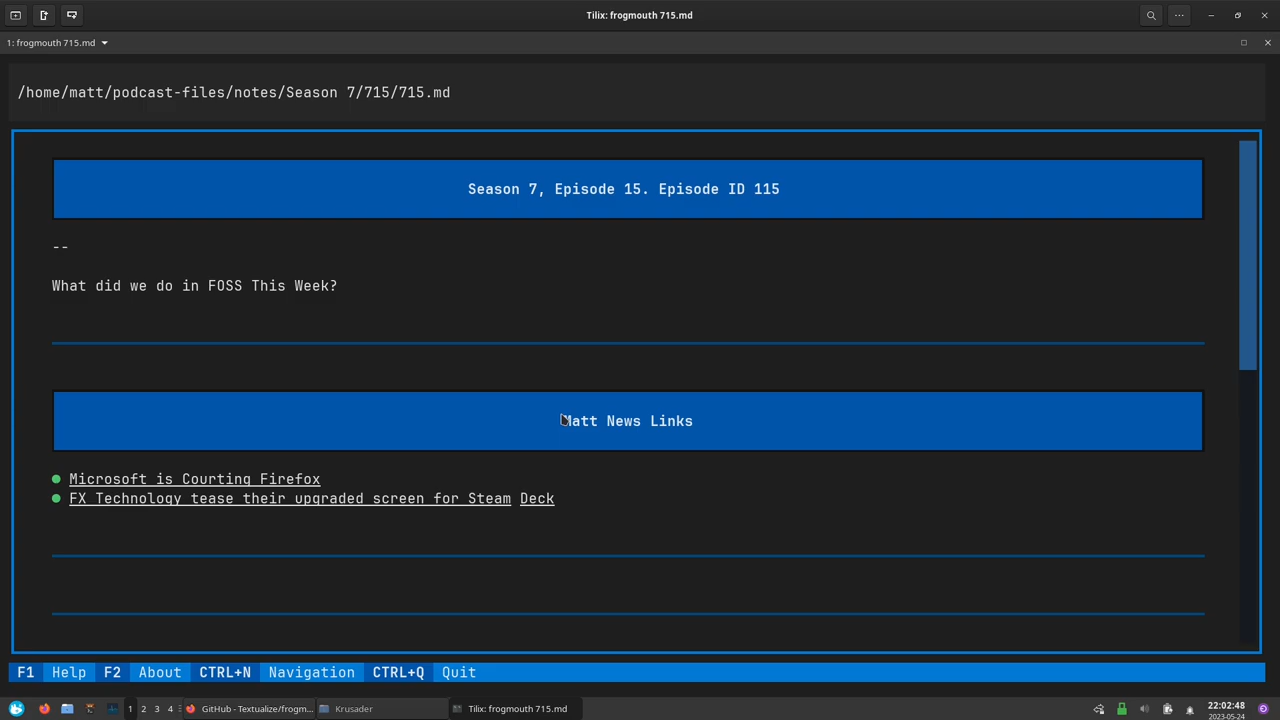 Tilix: frogmouth 715.md
1: frogmouth 715.md
/home/matt/podcast-files/notes/Season 7/715/715.md
Season 7, Episode 15. Episode ID 115
--
What did we do in FOSS This Week?
Matt News Links
Microsoft is Courting Firefox
FX Technology tease their upgraded screen for Steam Deck
F1 Help F2 About CTRL+N Navigation CTRL+Q Quit
1 2 3 4 GitHub - Textualize/frogm... Krusader Tilix: frogmouth 715.md 22:02:48
2023-05-24